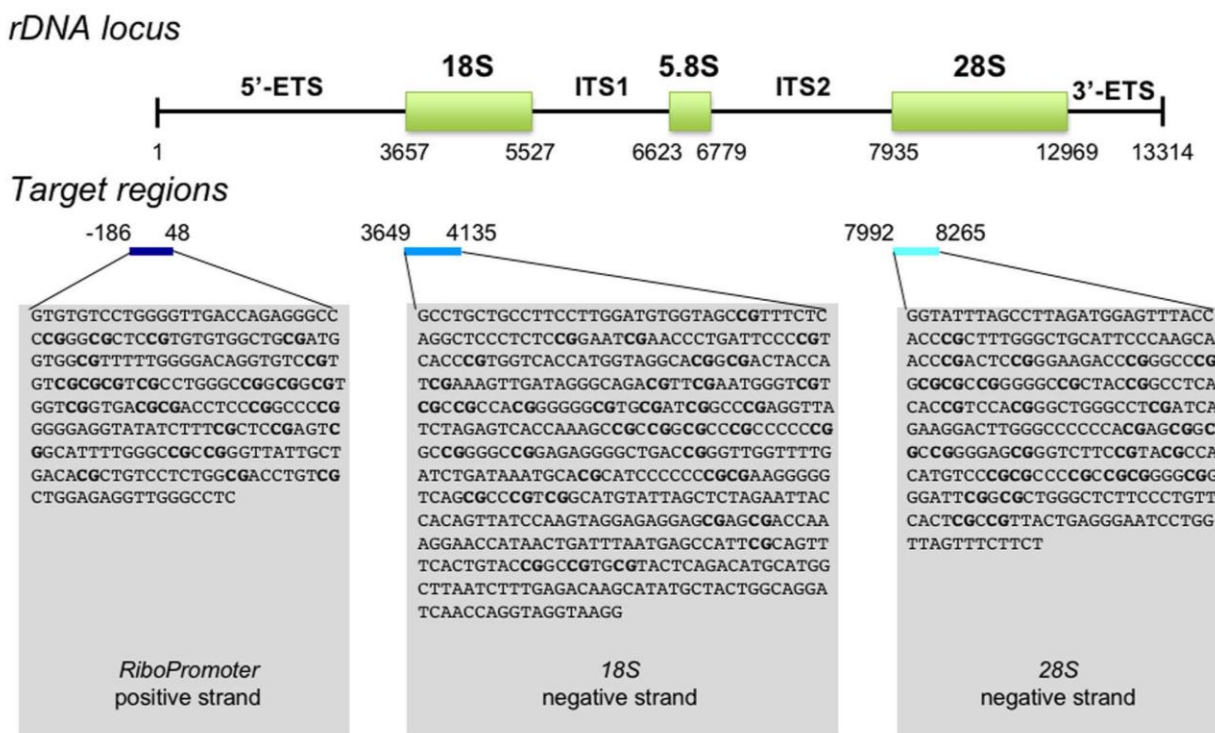 rDNA locus
5’-ETS
18S
ITS1
5.8S
ITS2
28S
3’-ETS
1
3657
5527
6623
6779
7935
12969
13314
Target regions
-186
48
3649
4135
7992
8265
GTGTGTCCTGGGGTTGACCAGAGGGCC
CCGGGCGCTCCGTGTGTGGCTGCGATG
GTGGCGTTTTTGGGGACAGGTGTCCGT
GTCGCGCGTCGCCTGGGCCGGCGGCGT
GGTCGGTGACGCGACCTCCCGGCCCCG
GGGGAGGTATATCTTTCGCTCCGAGTC
GGCATTTTGGGCCGCCGGGTTATTGCT
GACACGCTGTCCTCTGGCGACCTGTCG
CTGGAGAGGTTGGGCCTC
RiboPromoter
positive strand
GCCTGCTGCCTTCCTTGGATGTGGTAGCCGTTTCTC
AGGCTCCCTCTCCGGAATCGAACCCTGATTCCCCGT
CACCCGTGGTCACCATGGTAGGCACGGCGACTACCA
TCGAAAGTTGATAGGGCAGACGTTCGAATGGGTCGT
CGCCGCCACGGGGGGCGTGCGATCGGCCCGAGGTTA
TCTAGAGTCACCAAAGCCGCCGGCGCCCGCCCCCCG
GCCGGGGCCGGAGAGGGGCTGACCGGGTTGGTTTTG
ATCTGATAAATGCACGCATCCCCCCCGCGAAGGGGG
TCAGCGCCCGTCGGCATGTATTAGCTCTAGAATTAC
CACAGTTATCCAAGTAGGAGAGGAGCGAGCGACCAA
AGGAACCATAACTGATTTAATGAGCCATTCGCAGTT
TCACTGTACCGGCCGTGCGTACTCAGACATGCATGG
CTTAATCTTTGAGACAAGCATATGCTACTGGCAGGA
TCAACCAGGTAGGTAAGG
18S
negative strand
GGTATTTAGCCTTAGATGGAGTTTACC
ACCCGCTTTGGGCTGCATTCCCAAGCA
ACCCGACTCCGGGAAGACCCGGGCCCG
GCGCGCCGGGGGCCGCTACCGGCCTCA
CACCGTCCACGGGCTGGGCCTCGATCA
GAAGGACTTGGGCCCCCCACGAGCGGC
GCCGGGGAGCGGGTCTTCCGTACGCCA
CATGTCCCGCGCCCCGCCGCGGGGCGG
GGATTCGGCGCTGGGCTCTTCCCTGTT
CACTCGCCGTTACTGAGGGAATCCTGG
TTAGTTTCTTCT
28S
negative strand